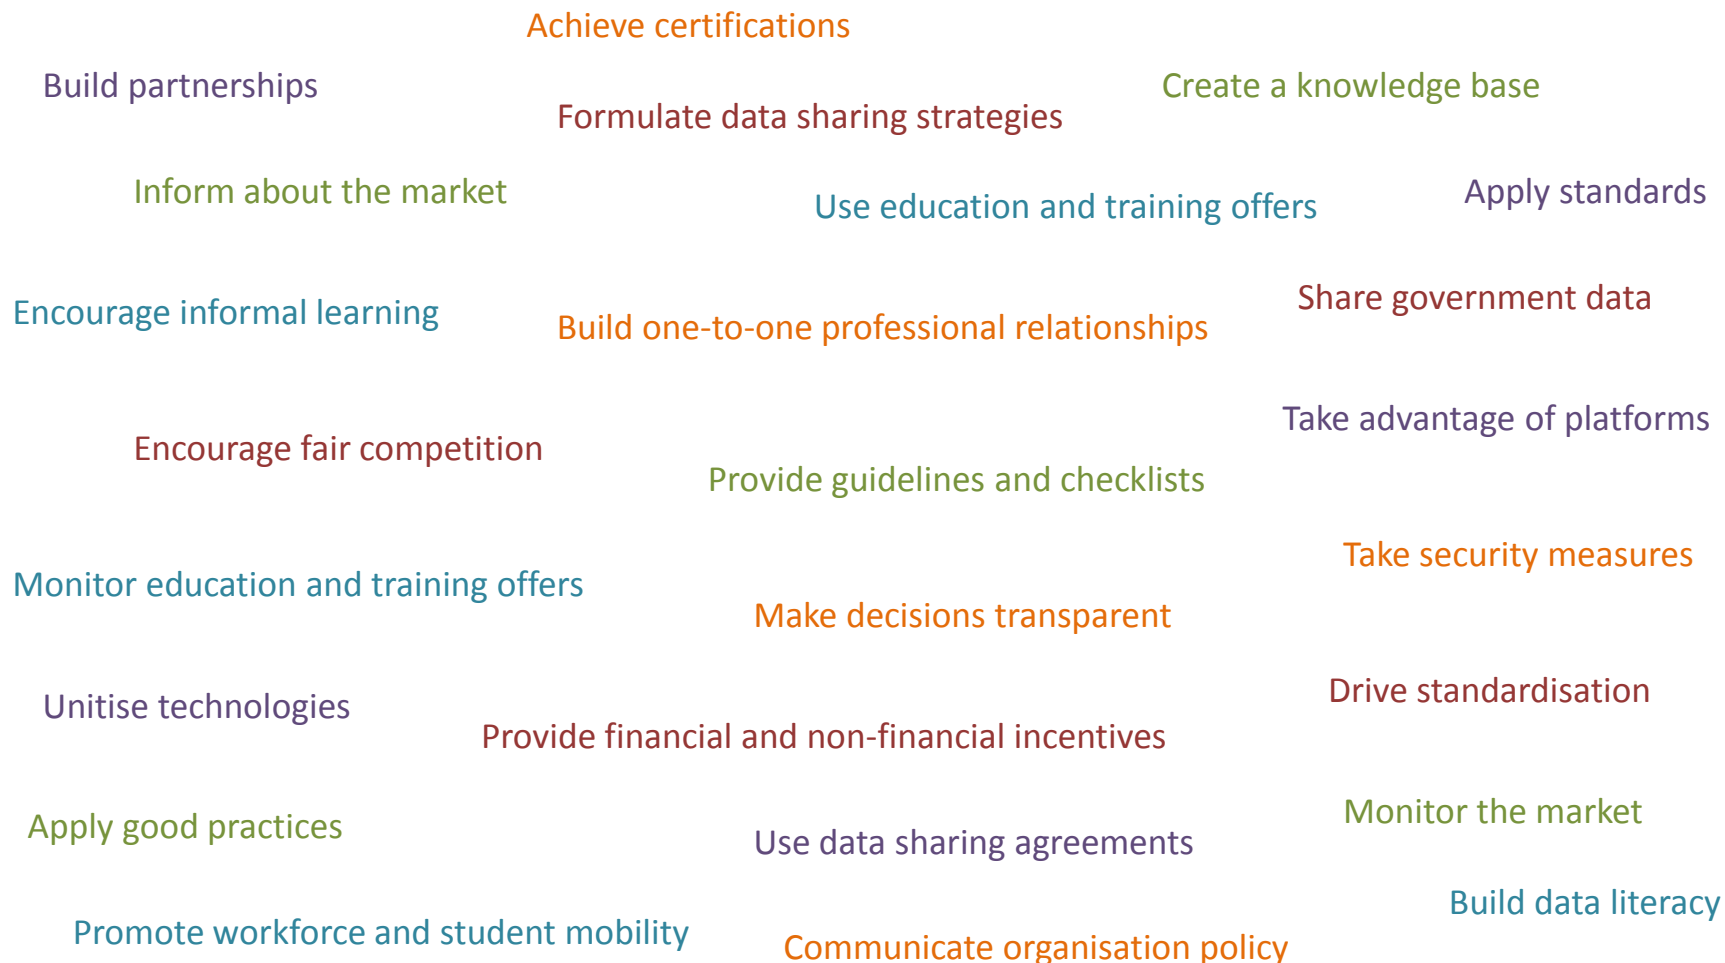 Achieve certifications
Build partnerships
Create a knowledge base
Formulate data sharing strategies
Inform about the market
Use education and training offers
Apply standards
Encourage informal learning
Build one-to-one professional relationships
Share government data
Take advantage of platforms
Encourage fair competition
Provide guidelines and checklists
Take security measures
Monitor education and training offers
Make decisions transparent
Drive standardisation
Unitise technologies
Provide financial and non-financial incentives
Monitor the market
Apply good practices
Use data sharing agreements
Build data literacy
Promote workforce and student mobility
Communicate organisation policy